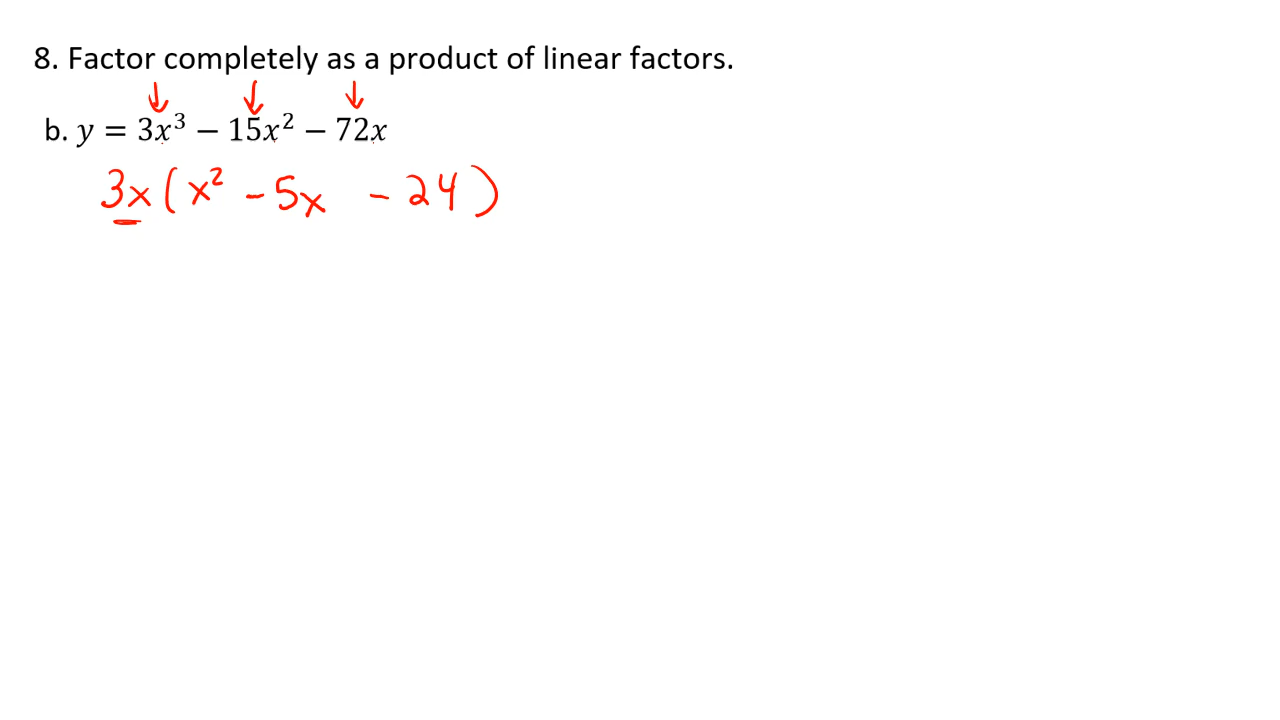 8. Factor completely as a product of linear factors.
b. y = 3x³ − 15x² − 72x
3x(x² − 5x − 24)